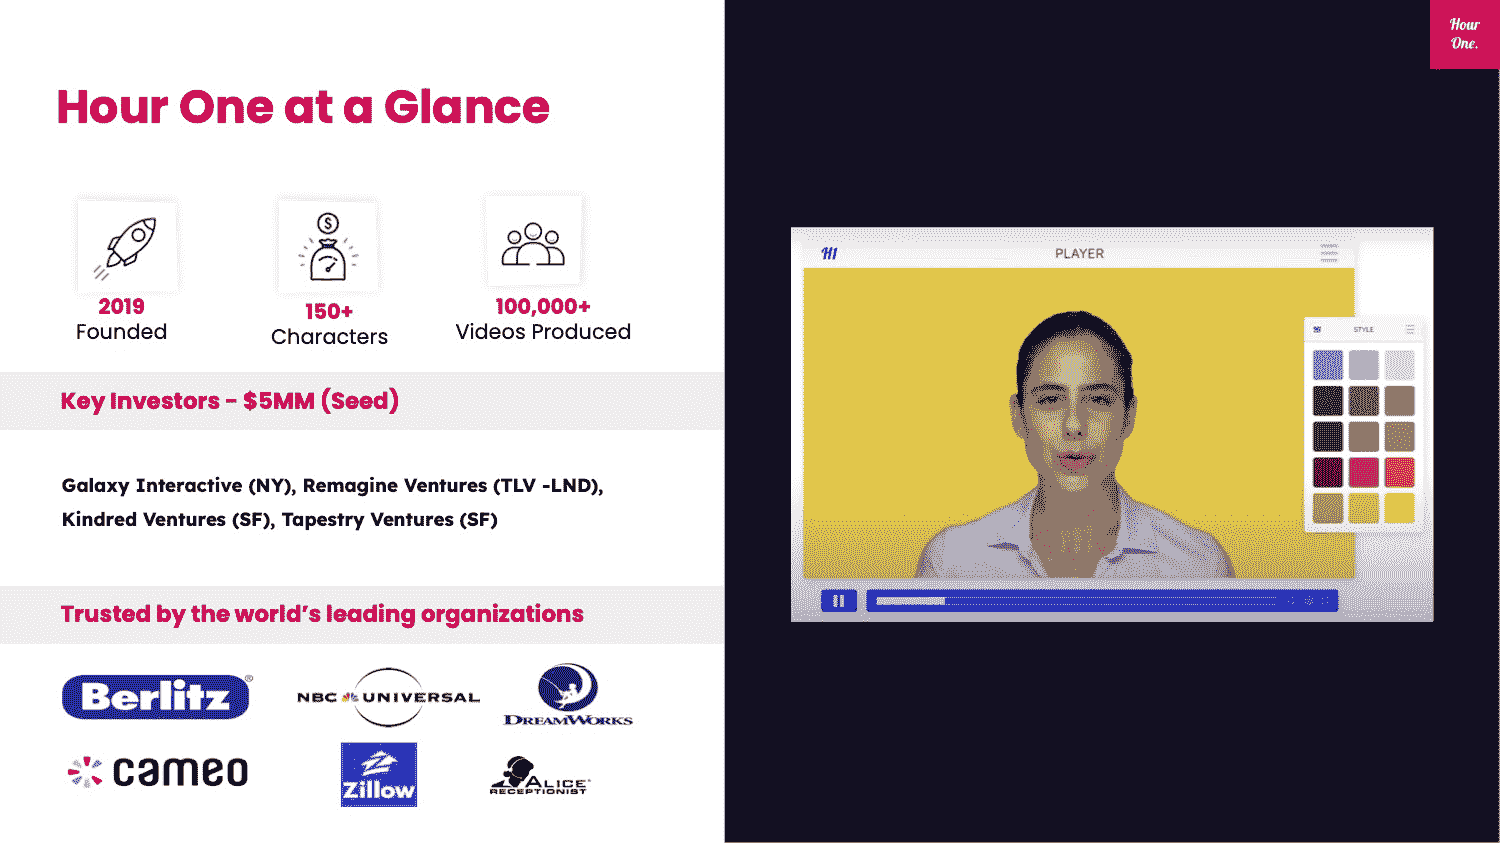 Hour
One.
Hour One at a Glance
2019
Founded
150+
Characters
100,000+
Videos Produced
Key Investors - $5MM (Seed)
Galaxy Interactive (NY), Remagine Ventures (TLV -LND),
Kindred Ventures (SF), Tapestry Ventures (SF)
Trusted by the world's leading organizations
Berlitz®
NBC UNIVERSAL
DREAMWORKS
cameo
Zillow
ALICE
RECEPTIONIST
H1
PLAYER
STYLE